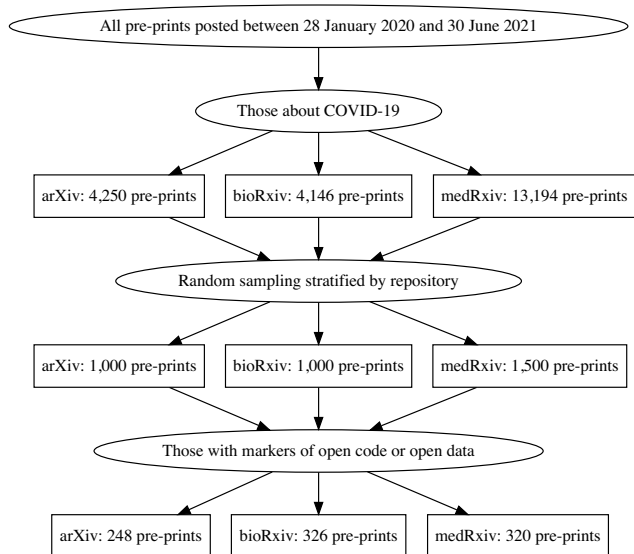 All pre-prints posted between 28 January 2020 and 30 June 2021
Those about COVID-19
arXiv: 4,250 pre-prints
bioRxiv: 4,146 pre-prints
medRxiv: 13,194 pre-prints
Random sampling stratified by repository
arXiv: 1,000 pre-prints
bioRxiv: 1,000 pre-prints
medRxiv: 1,500 pre-prints
Those with markers of open code or open data
arXiv: 248 pre-prints
bioRxiv: 326 pre-prints
medRxiv: 320 pre-prints